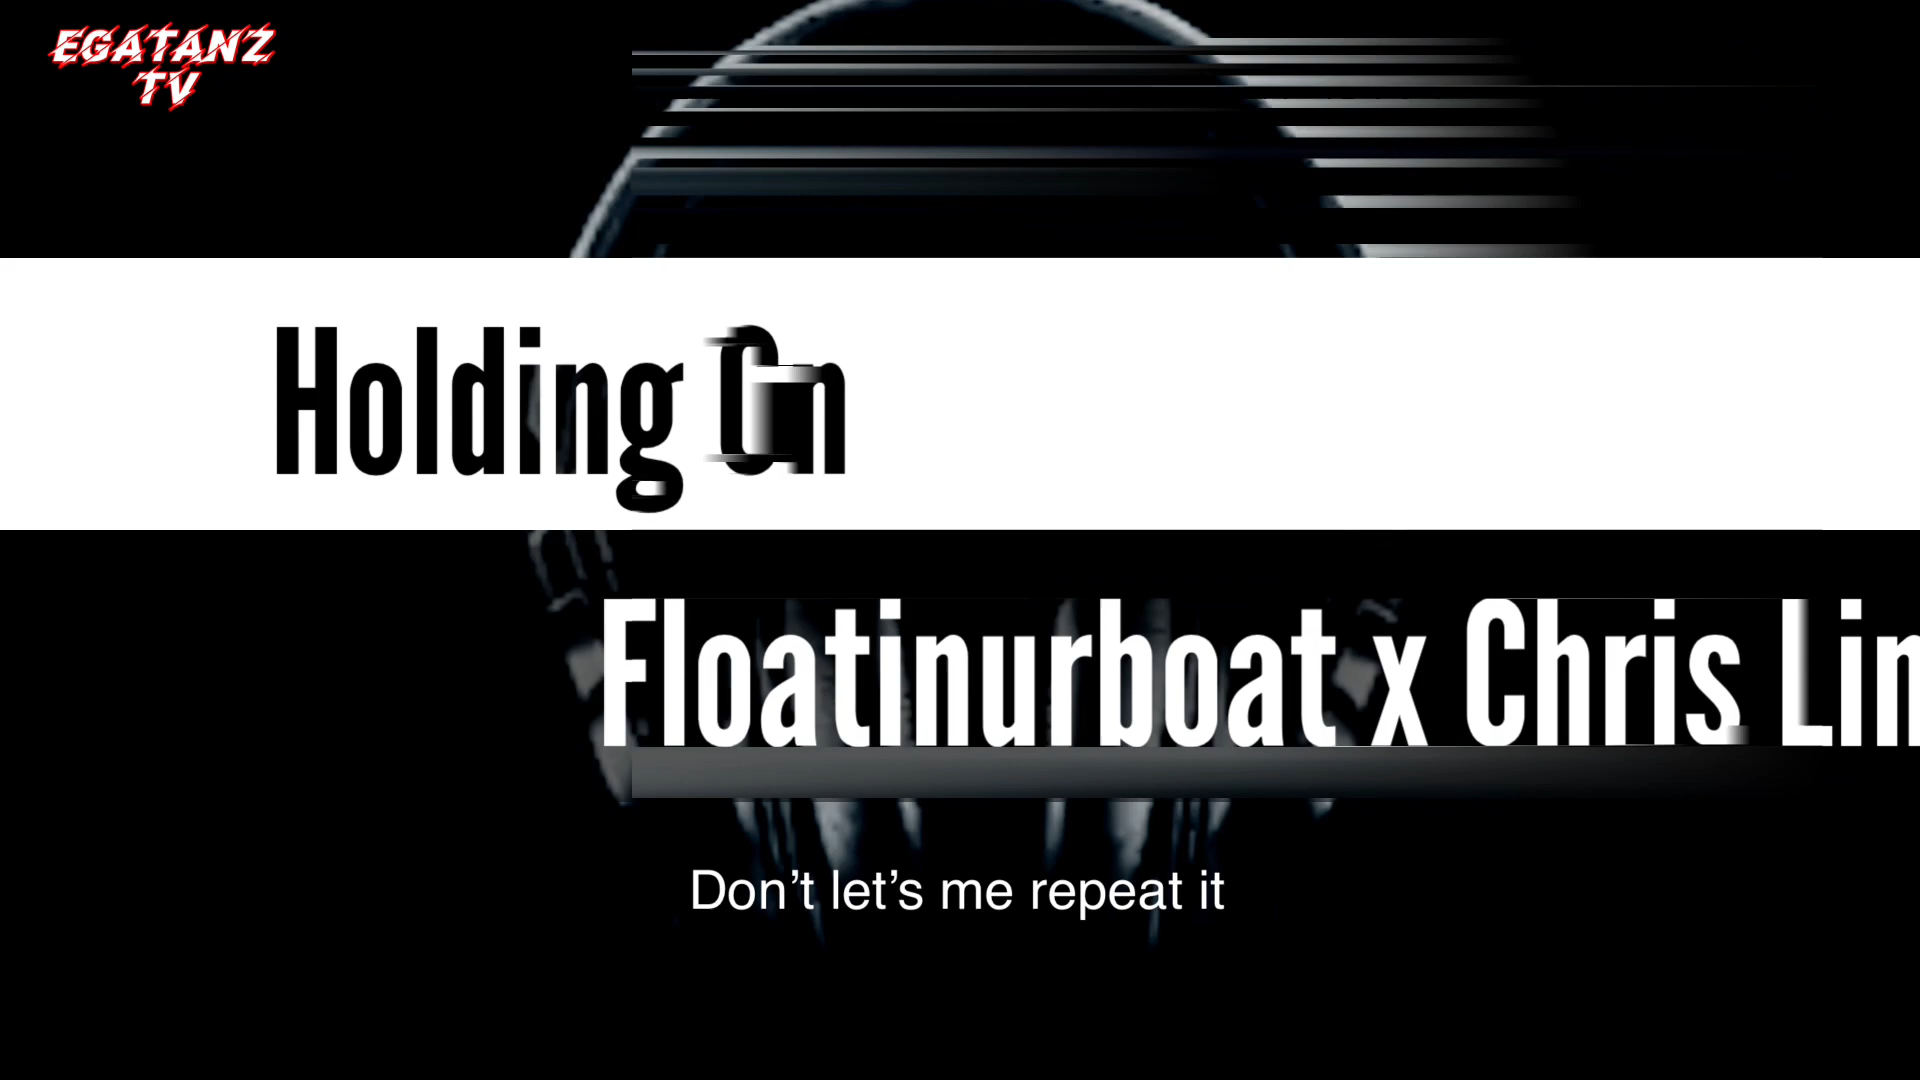 EGATANZ
TV
Holding On
Floatinurboat x Chris Lin
Don’t let’s me repeat it